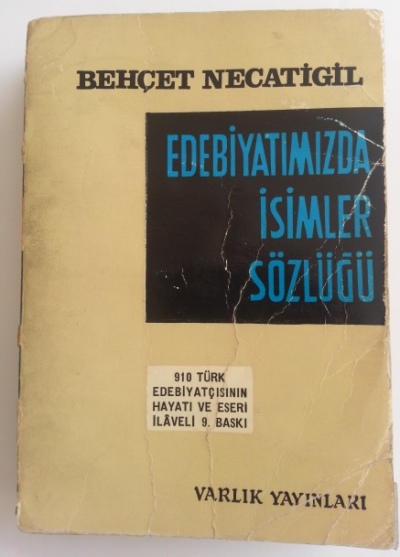 BEHÇET NECATİGİL
EDEBİYATIMIZDA
İSİMLER
SÖZLÜĞÜ
910 TÜRK
EDEBİYATÇISININ
HAYATI VE ESERİ
İLÂVELİ 9. BASKI
VARLIK YAYINLARI